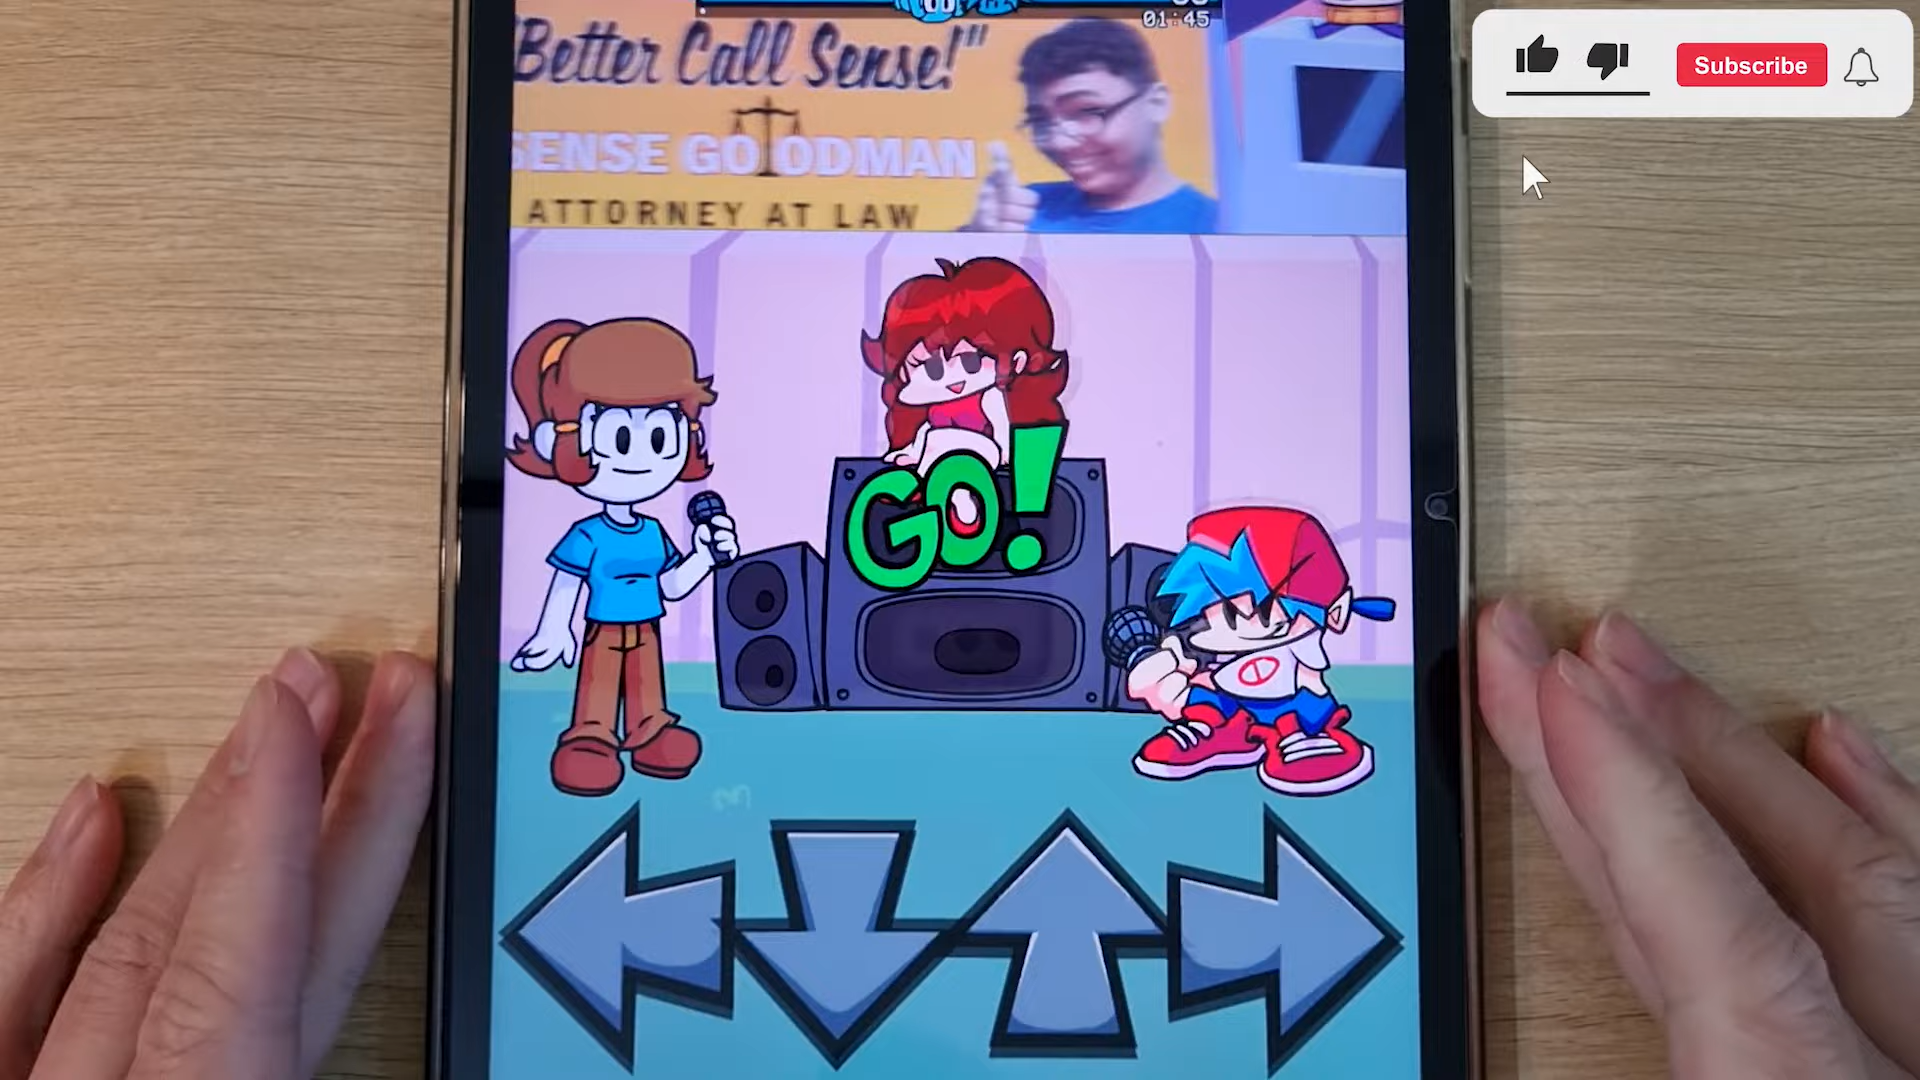 01:45
"Better Call Sense!"
SENSE GOODMAN
ATTORNEY AT LAW
Subscribe
GO!